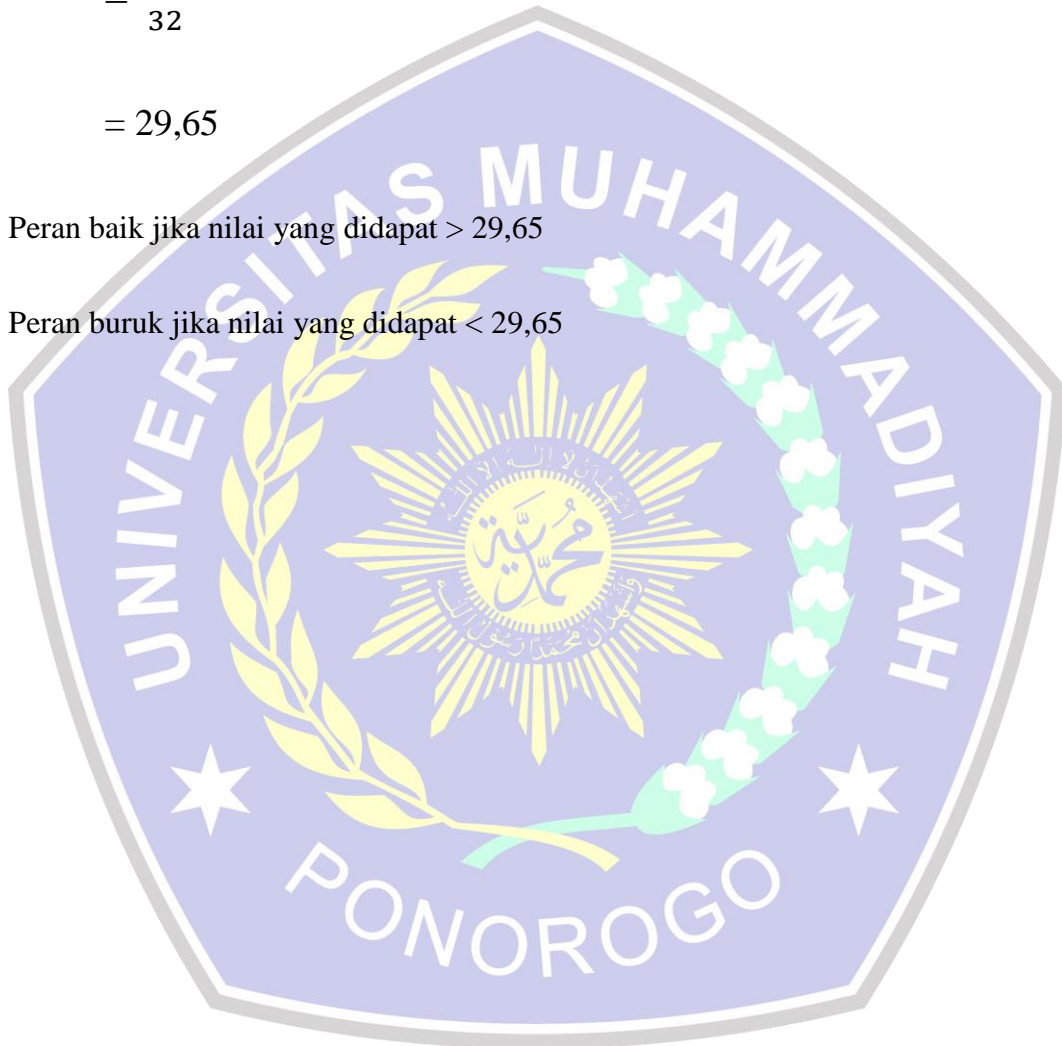 =
32
= 29,65
Peran baik jika nilai yang didapat > 29,65
Peran buruk jika nilai yang didapat < 29,65
UNIVERSITAS MUHAMMADIYAH
PONOROGO